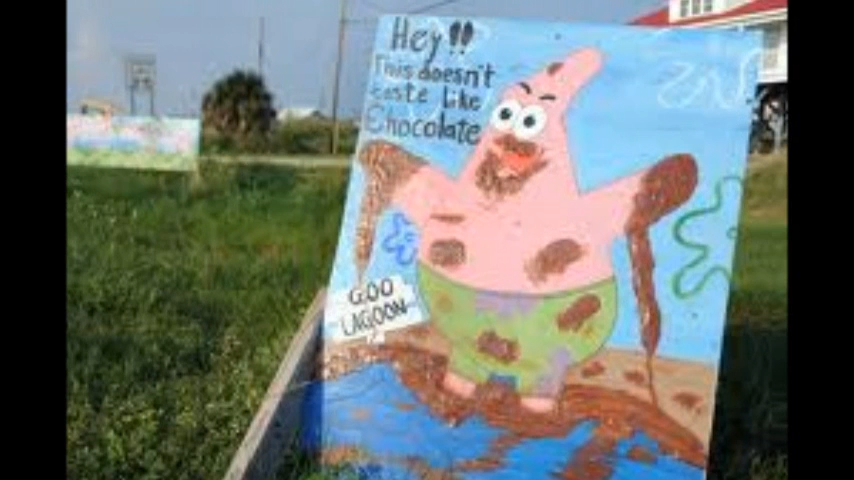 Hey!!
This doesn't
taste Like
Chocolate
GOO
LAGOON